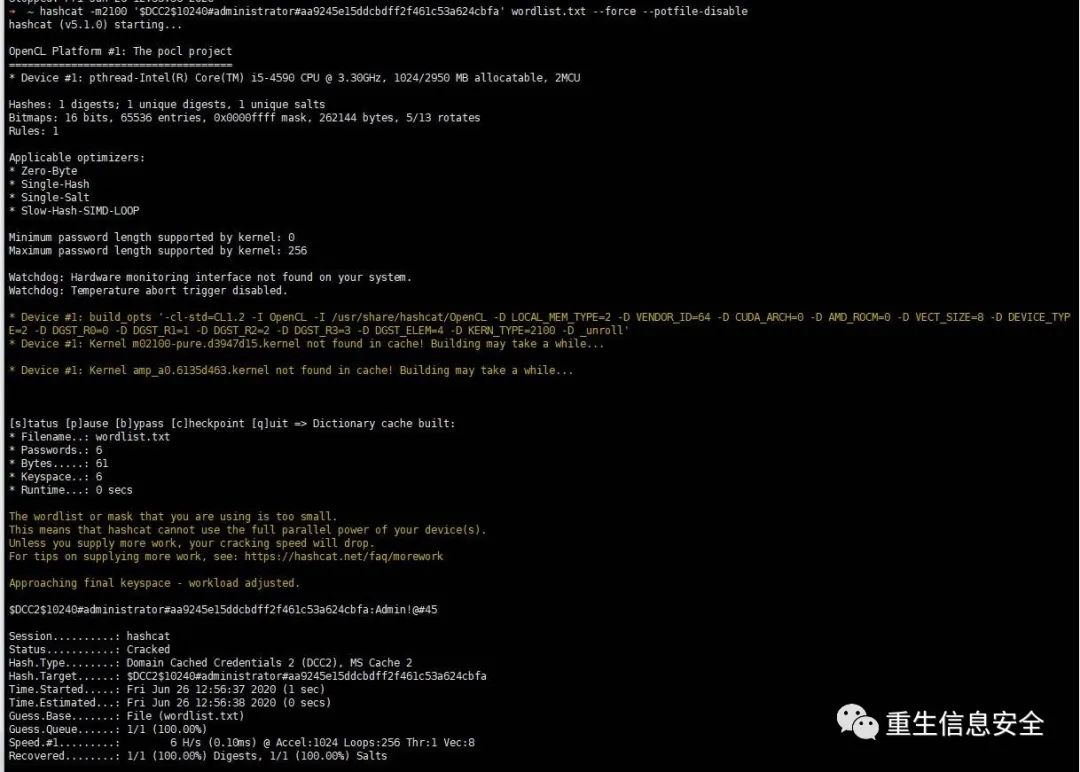 ➜  ~ hashcat -m2100 '$DCC2$10240#administrator#aa9245e15ddcbdff2f461c53a624cbfa' wordlist.txt --force --potfile-disable
hashcat (v5.1.0) starting...
OpenCL Platform #1: The pocl project
====================================
* Device #1: pthread-Intel(R) Core(TM) i5-4590 CPU @ 3.30GHz, 1024/2950 MB allocatable, 2MCU
Hashes: 1 digests; 1 unique digests, 1 unique salts
Bitmaps: 16 bits, 65536 entries, 0x0000ffff mask, 262144 bytes, 5/13 rotates
Rules: 1
Applicable optimizers:
* Zero-Byte
* Single-Hash
* Single-Salt
* Slow-Hash-SIMD-LOOP
Minimum password length supported by kernel: 0
Maximum password length supported by kernel: 256
Watchdog: Hardware monitoring interface not found on your system.
Watchdog: Temperature abort trigger disabled.
* Device #1: build_opts '-cl-std=CL1.2 -I OpenCL -I /usr/share/hashcat/OpenCL -D LOCAL_MEM_TYPE=2 -D VENDOR_ID=64 -D CUDA_ARCH=0 -D AMD_ROCM=0 -D VECT_SIZE=8 -D DEVICE_TYP
E=2 -D DGST_R0=0 -D DGST_R1=1 -D DGST_R2=2 -D DGST_R3=3 -D DGST_ELEM=4 -D KERN_TYPE=2100 -D _unroll'
* Device #1: Kernel m02100-pure.d3947d15.kernel not found in cache! Building may take a while...
* Device #1: Kernel amp_a0.6135d463.kernel not found in cache! Building may take a while...
[s]tatus [p]ause [b]ypass [c]heckpoint [q]uit => Dictionary cache built:
* Filename..: wordlist.txt
* Passwords.: 6
* Bytes.....: 61
* Keyspace..: 6
* Runtime...: 0 secs
The wordlist or mask that you are using is too small.
This means that hashcat cannot use the full parallel power of your device(s).
Unless you supply more work, your cracking speed will drop.
For tips on supplying more work, see: https://hashcat.net/faq/morework
Approaching final keyspace - workload adjusted.
$DCC2$10240#administrator#aa9245e15ddcbdff2f461c53a624cbfa:Admin!@#45
Session..........: hashcat
Status...........: Cracked
Hash.Type........: Domain Cached Credentials 2 (DCC2), MS Cache 2
Hash.Target......: $DCC2$10240#administrator#aa9245e15ddcbdff2f461c53a624cbfa
Time.Started.....: Fri Jun 26 12:56:37 2020 (1 sec)
Time.Estimated...: Fri Jun 26 12:56:38 2020 (0 secs)
Guess.Base.......: File (wordlist.txt)
Guess.Queue......: 1/1 (100.00%)
Speed.#1.........:        6 H/s (0.10ms) @ Accel:1024 Loops:256 Thr:1 Vec:8
Recovered........: 1/1 (100.00%) Digests, 1/1 (100.00%) Salts
重生信息安全